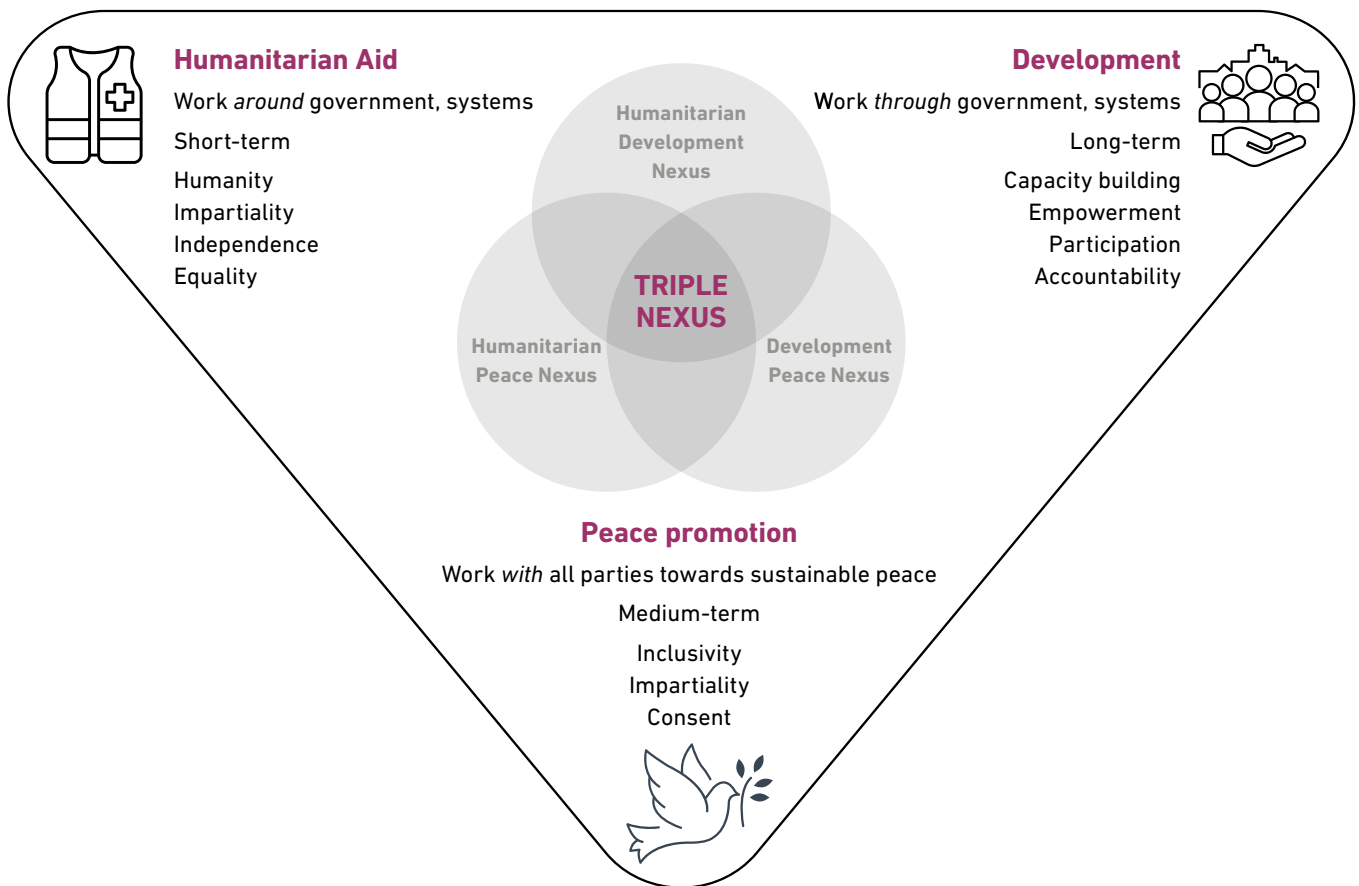 Humanitarian Aid
Work around government, systems
Short-term
Humanity
Impartiality
Independence
Equality
Development
Work through government, systems
Long-term
Capacity building
Empowerment
Participation
Accountability
Humanitarian
Development
Nexus
TRIPLE
NEXUS
Humanitarian
Peace Nexus
Development
Peace Nexus
Peace promotion
Work with all parties towards sustainable peace
Medium-term
Inclusivity
Impartiality
Consent